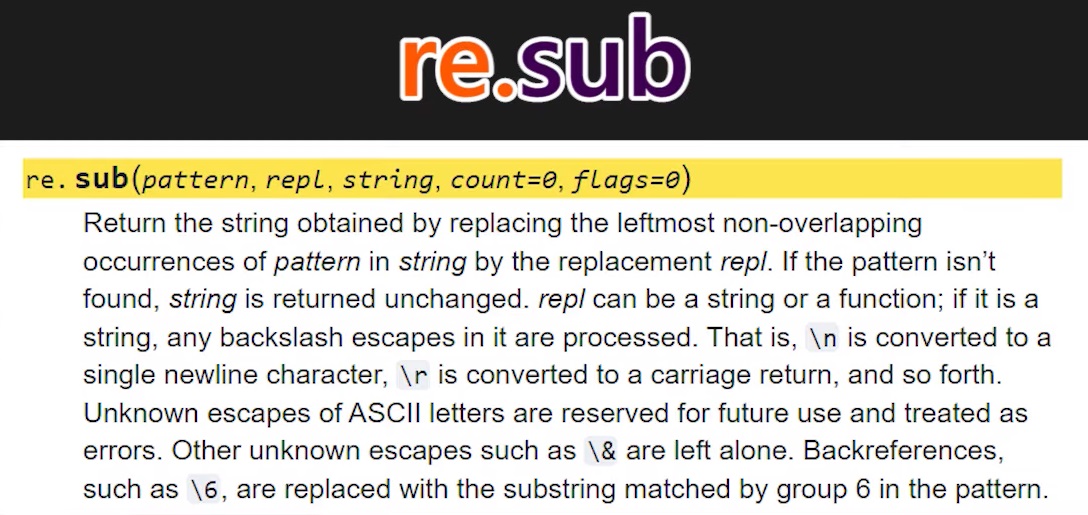 re.sub
re. sub(pattern, repl, string, count=0, flags=0)
Return the string obtained by replacing the leftmost non-overlapping
occurrences of pattern in string by the replacement repl. If the pattern isn’t
found, string is returned unchanged. repl can be a string or a function; if it is a
string, any backslash escapes in it are processed. That is, \n is converted to a
single newline character, \r is converted to a carriage return, and so forth.
Unknown escapes of ASCII letters are reserved for future use and treated as
errors. Other unknown escapes such as \& are left alone. Backreferences,
such as \6, are replaced with the substring matched by group 6 in the pattern.